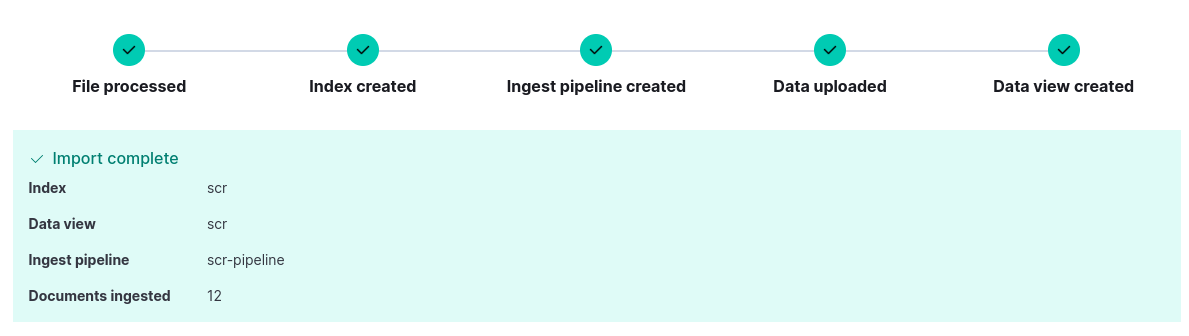 File processed
Index created
Ingest pipeline created
Data uploaded
Data view created
Import complete
Index scr
Data view scr
Ingest pipeline scr-pipeline
Documents ingested 12